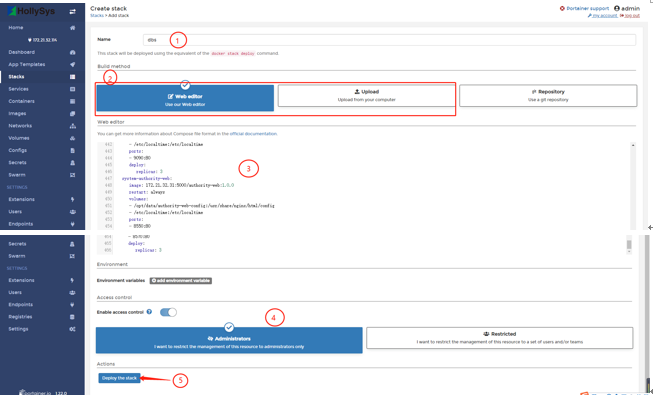 HollySys
Home
172.21.32.34
Dashboard
App Templates
Stacks
Services
Containers
Images
Networks
Volumes
Configs
Secrets
Swarm
SETTINGS
Extensions
Users
Endpoints
Create stack
Stacks > Add stack
Portainer support
admin
my account
log out
Name
dbs
1
This stack will be deployed using the equivalent of the docker stack deploy command.
Build method
2
Web editor
Use our Web editor
Upload
Upload from your computer
Repository
Use a git repository
Web editor
You can get more information about Compose file format in the official documentation.
3
442 - /etc/localtime:/etc/localtime
443 ports:
444 - 9090:80
445 deploy:
446 replicas: 3
447 system-authority-web:
448 image: 172.21.32.31:5000/authority-web:1.0.0
449 restart: always
450 volumes:
451 - /opt/data/authority-web-config:/usr/share/nginx/html/config
452 - /etc/localtime:/etc/localtime
453 ports:
454 - 8550:80
deploy:
replicas: 3
Secrets
Swarm
SETTINGS
Extensions
Users
Endpoints
Registries
Settings
portainer.io 1.22.0
Environment
Environment variables
add environment variable
Access control
Enable access control
4
Administrators
I want to restrict the management of this resource to administrators only
Restricted
I want to restrict the management of this resource to a set of users and/or teams
Actions
Deploy the stack
5